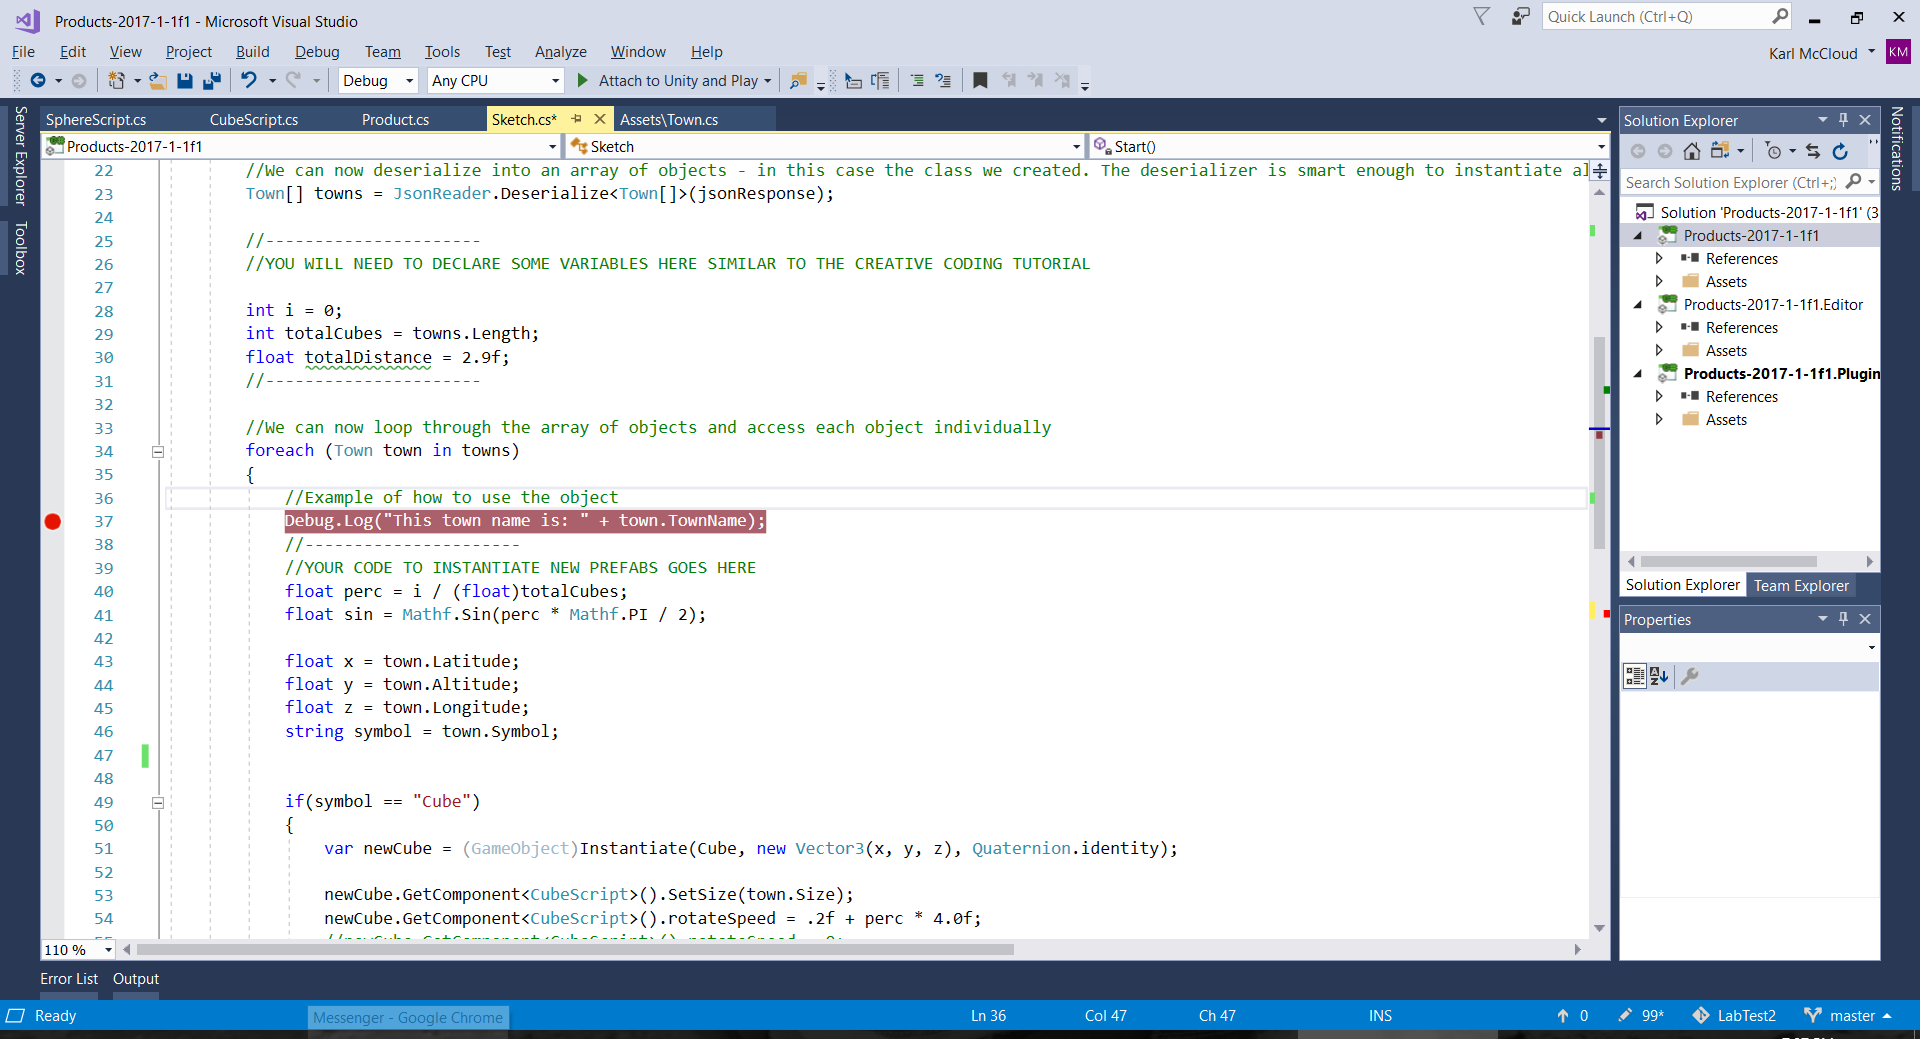 Products-2017-1-1f1 - Microsoft Visual Studio
Quick Launch (Ctrl+Q)
File Edit View Project Build Debug Team Tools Test Analyze Window Help
Karl McCloud KM
Debug Any CPU Attach to Unity and Play
Server Explorer
Toolbox
SphereScript.cs CubeScript.cs Product.cs Sketch.cs* Assets\Town.cs
Products-2017-1-1f1 Sketch Start()
22 //We can now deserialize into an array of objects - in this case the class we created. The deserializer is smart enough to instantiate al
23 Town[] towns = JsonReader.Deserialize<Town[]>(jsonResponse);
24
25 //----------------------
26 //YOU WILL NEED TO DECLARE SOME VARIABLES HERE SIMILAR TO THE CREATIVE CODING TUTORIAL
27
28 int i = 0;
29 int totalCubes = towns.Length;
30 float totalDistance = 2.9f;
31 //----------------------
32
33 //We can now loop through the array of objects and access each object individually
34 foreach (Town town in towns)
35 {
36 //Example of how to use the object
37 Debug.Log("This town name is: " + town.TownName);
38 //----------------------
39 //YOUR CODE TO INSTANTIATE NEW PREFABS GOES HERE
40 float perc = i / (float)totalCubes;
41 float sin = Mathf.Sin(perc * Mathf.PI / 2);
42
43 float x = town.Latitude;
44 float y = town.Altitude;
45 float z = town.Longitude;
46 string symbol = town.Symbol;
47
48
49 if(symbol == "Cube")
50 {
51 var newCube = (GameObject)Instantiate(Cube, new Vector3(x, y, z), Quaternion.identity);
52
53 newCube.GetComponent<CubeScript>().SetSize(town.Size);
54 newCube.GetComponent<CubeScript>().rotateSpeed = .2f + perc * 4.0f;
110 %
Solution Explorer
Search Solution Explorer (Ctrl+;)
Solution 'Products-2017-1-1f1' (3
Products-2017-1-1f1
References
Assets
Products-2017-1-1f1.Editor
References
Assets
Products-2017-1-1f1.Plugin
References
Assets
Solution Explorer Team Explorer
Properties
Notifications
Error List Output
Ready Messenger - Google Chrome Ln 36 Col 47 Ch 47 INS 0 99* LabTest2 master